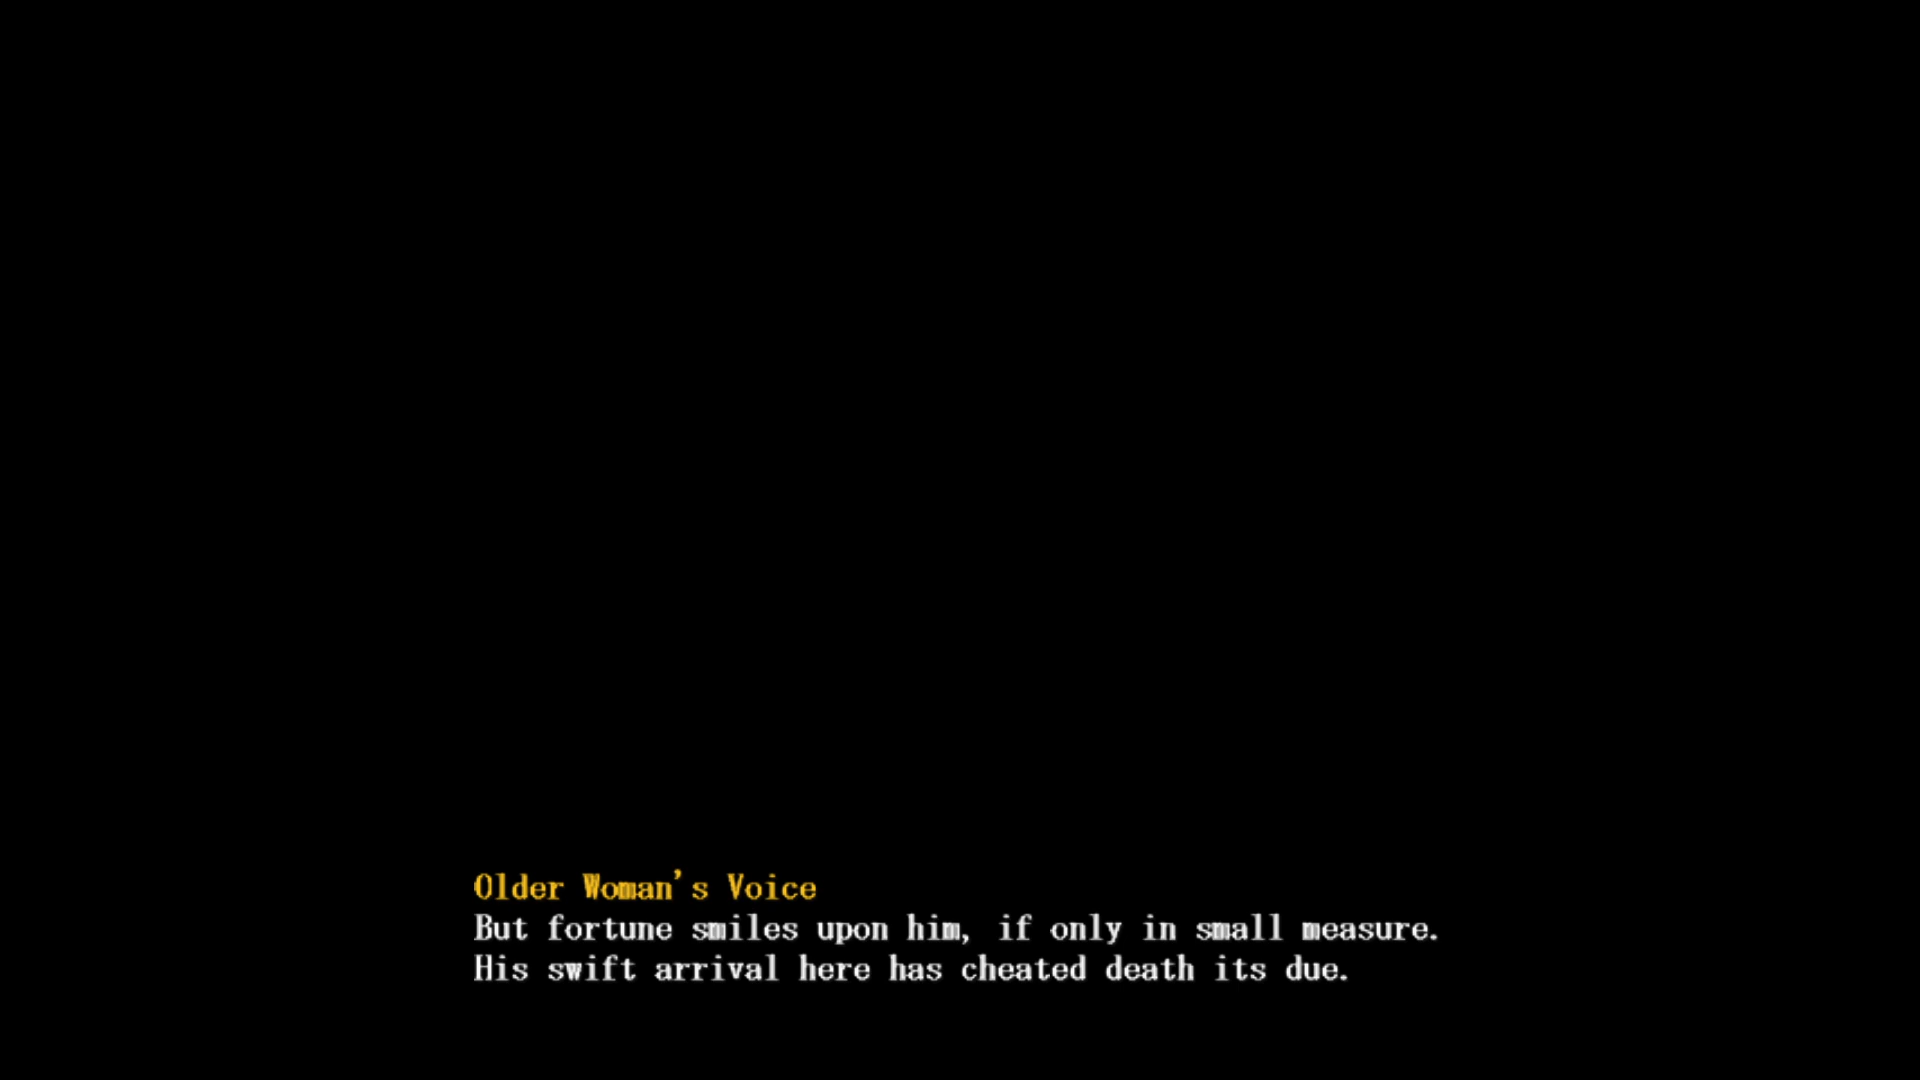 Older Woman's Voice
But fortune smiles upon him, if only in small measure.
His swift arrival here has cheated death its due.